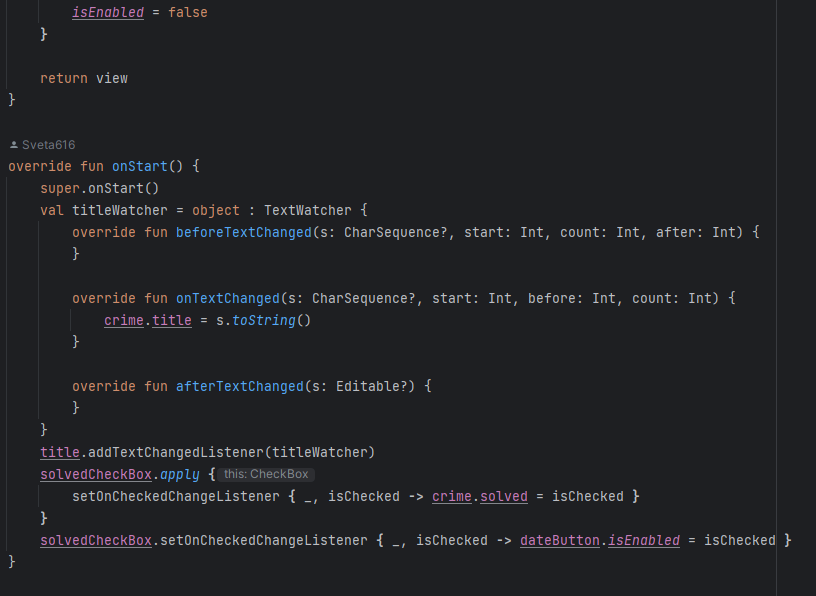 isEnabled = false
}
return view
}
Sveta616
override fun onStart() {
super.onStart()
val titleWatcher = object : TextWatcher {
override fun beforeTextChanged(s: CharSequence?, start: Int, count: Int, after: Int) {
}
override fun onTextChanged(s: CharSequence?, start: Int, before: Int, count: Int) {
crime.title = s.toString()
}
override fun afterTextChanged(s: Editable?) {
}
}
title.addTextChangedListener(titleWatcher)
solvedCheckBox.apply { this: CheckBox
setOnCheckedChangeListener { _, isChecked -> crime.solved = isChecked }
}
solvedCheckBox.setOnCheckedChangeListener { _, isChecked -> dateButton.isEnabled = isChecked }
}